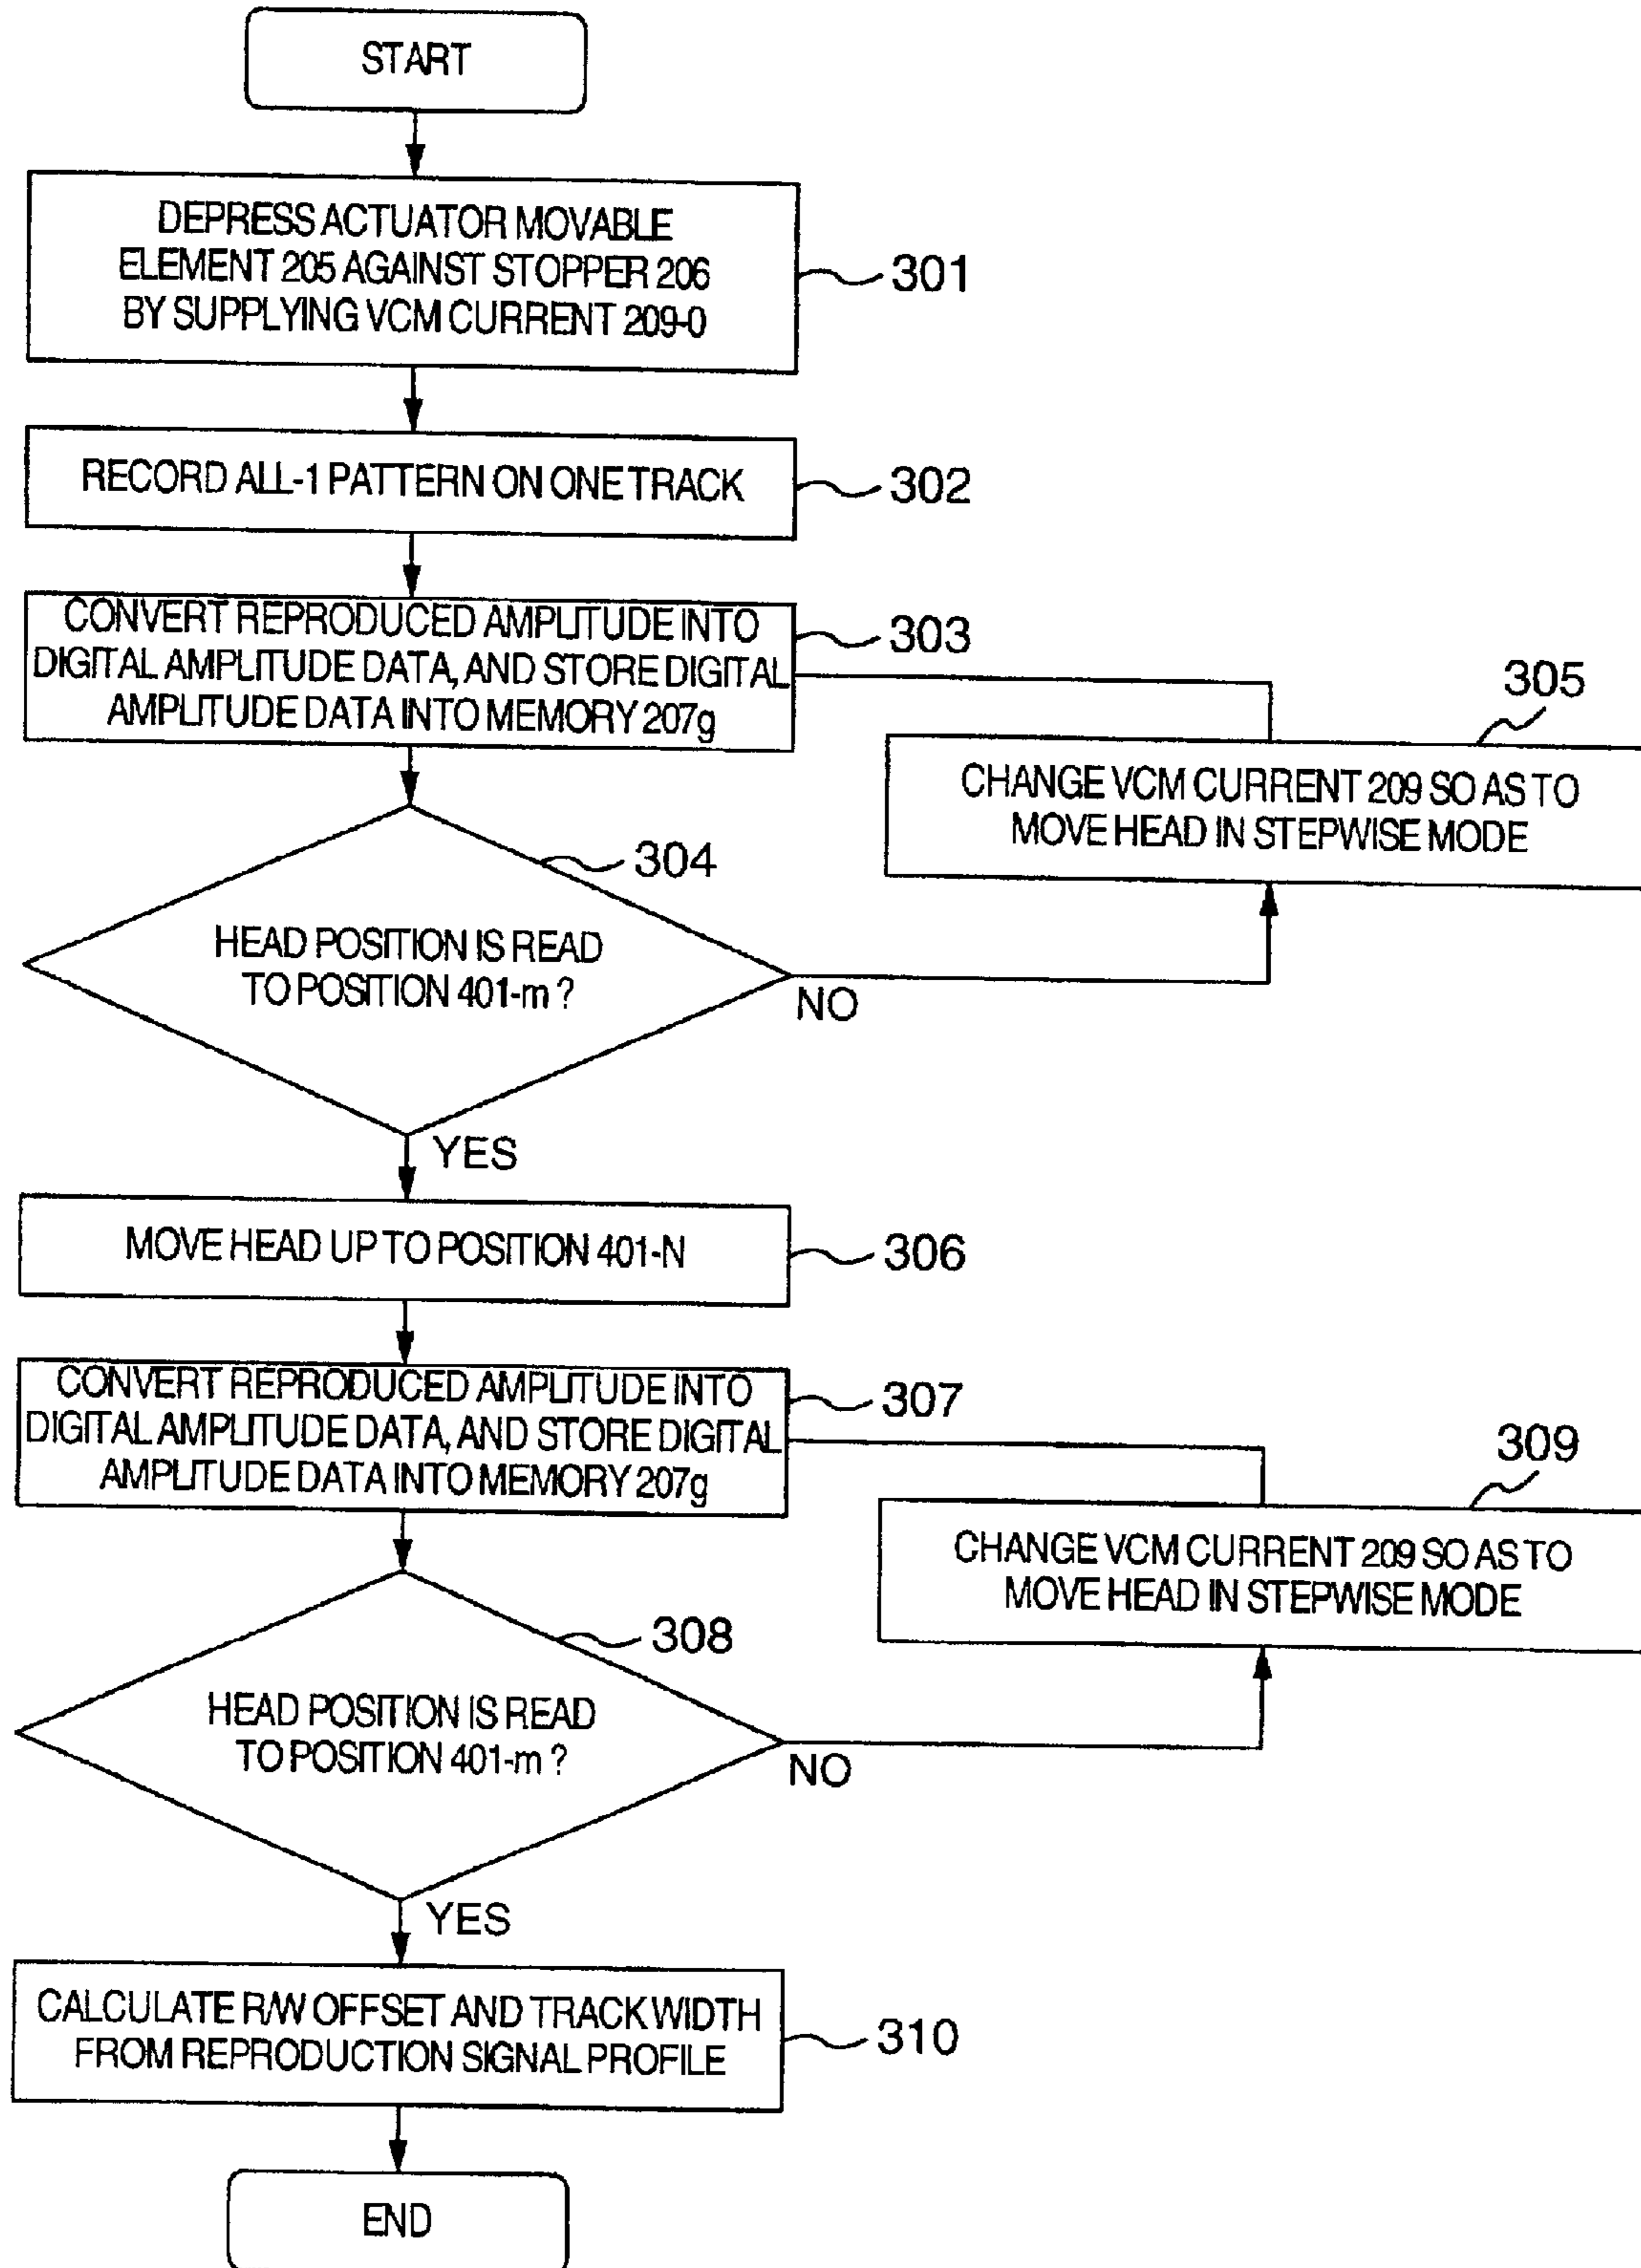 START
DEPRESS ACTUATOR MOVABLE
ELEMENT 205 AGAINST STOPPER 206
BY SUPPLYING VCM CURRENT 209-0
301
RECORD ALL-1 PATTERN ON ONE TRACK
302
CONVERT REPRODUCED AMPLITUDE INTO
DIGITAL AMPLITUDE DATA, AND STORE DIGITAL
AMPLITUDE DATA INTO MEMORY 207g
303
305
CHANGE VCM CURRENT 209 SO AS TO
MOVE HEAD IN STEPWISE MODE
304
HEAD POSITION IS READ
TO POSITION 401-m ?
NO
YES
MOVE HEAD UP TO POSITION 401-N
306
CONVERT REPRODUCED AMPLITUDE INTO
DIGITAL AMPLITUDE DATA, AND STORE DIGITAL
AMPLITUDE DATA INTO MEMORY 207g
307
309
CHANGE VCM CURRENT 209 SO AS TO
MOVE HEAD IN STEPWISE MODE
308
HEAD POSITION IS READ
TO POSITION 401-m ?
NO
YES
CALCULATE R/W OFFSET AND TRACK WIDTH
FROM REPRODUCTION SIGNAL PROFILE
310
END